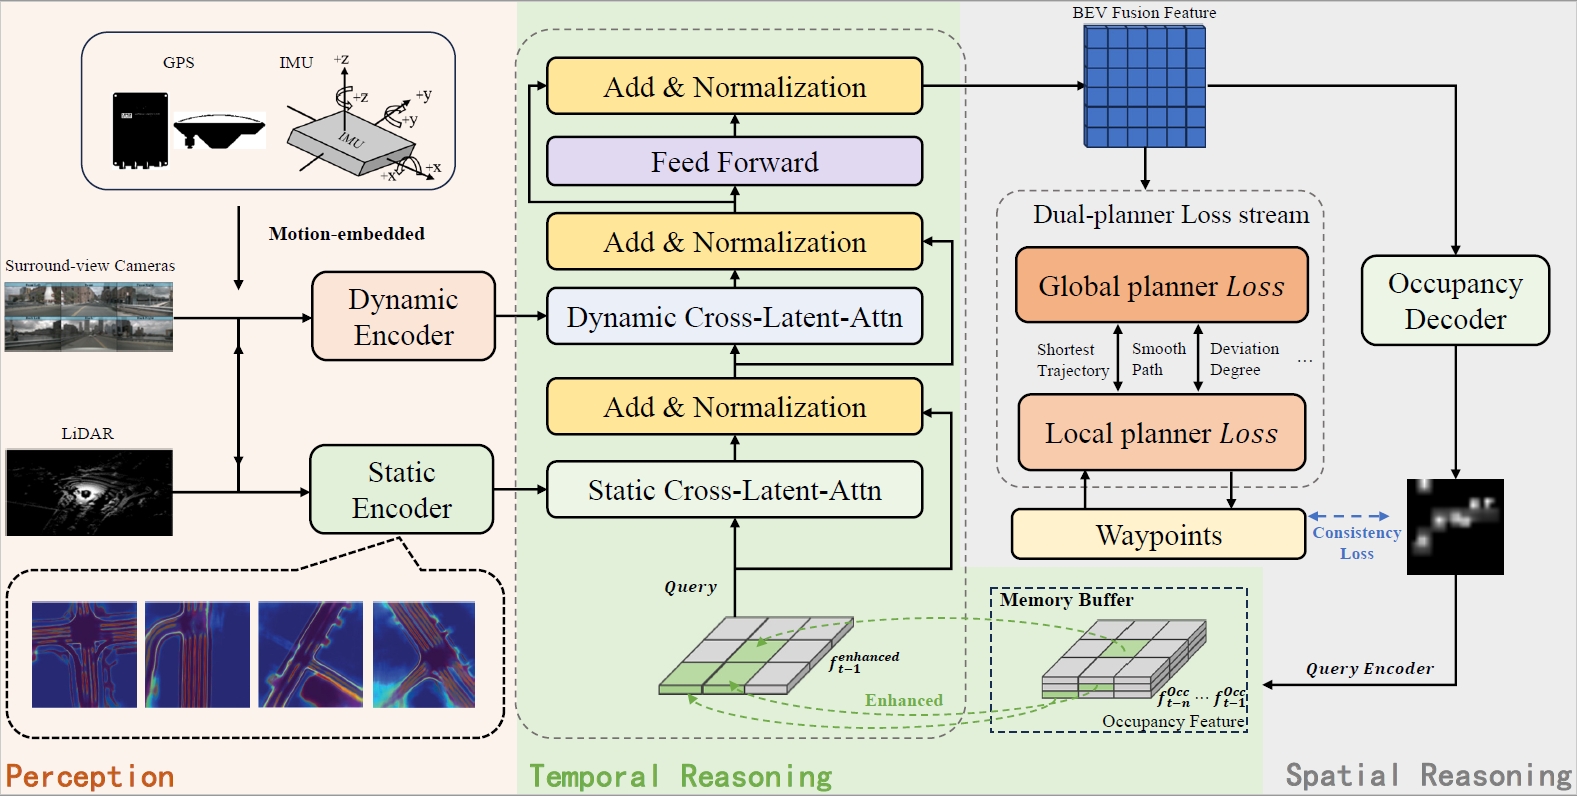 GPS
IMU
+z
+z
+y
+y
IMU
+x
+x
Motion-embedded
Surround-view Cameras
Dynamic
Encoder
LiDAR
Static
Encoder
Perception
Add & Normalization
Feed Forward
Add & Normalization
Dynamic Cross-Latent-Attn
Add & Normalization
Static Cross-Latent-Attn
Query
f_{t-1}^{enhanced}
Enhanced
Memory Buffer
f_{t-n}^{Occ} ... f_{t-1}^{Occ}
Occupancy Feature
Temporal Reasoning
BEV Fusion Feature
Dual-planner Loss stream
Global planner Loss
Shortest
Trajectory
Smooth
Path
Deviation
Degree
...
Local planner Loss
Waypoints
Consistency
Loss
Occupancy
Decoder
Query Encoder
Spatial Reasoning